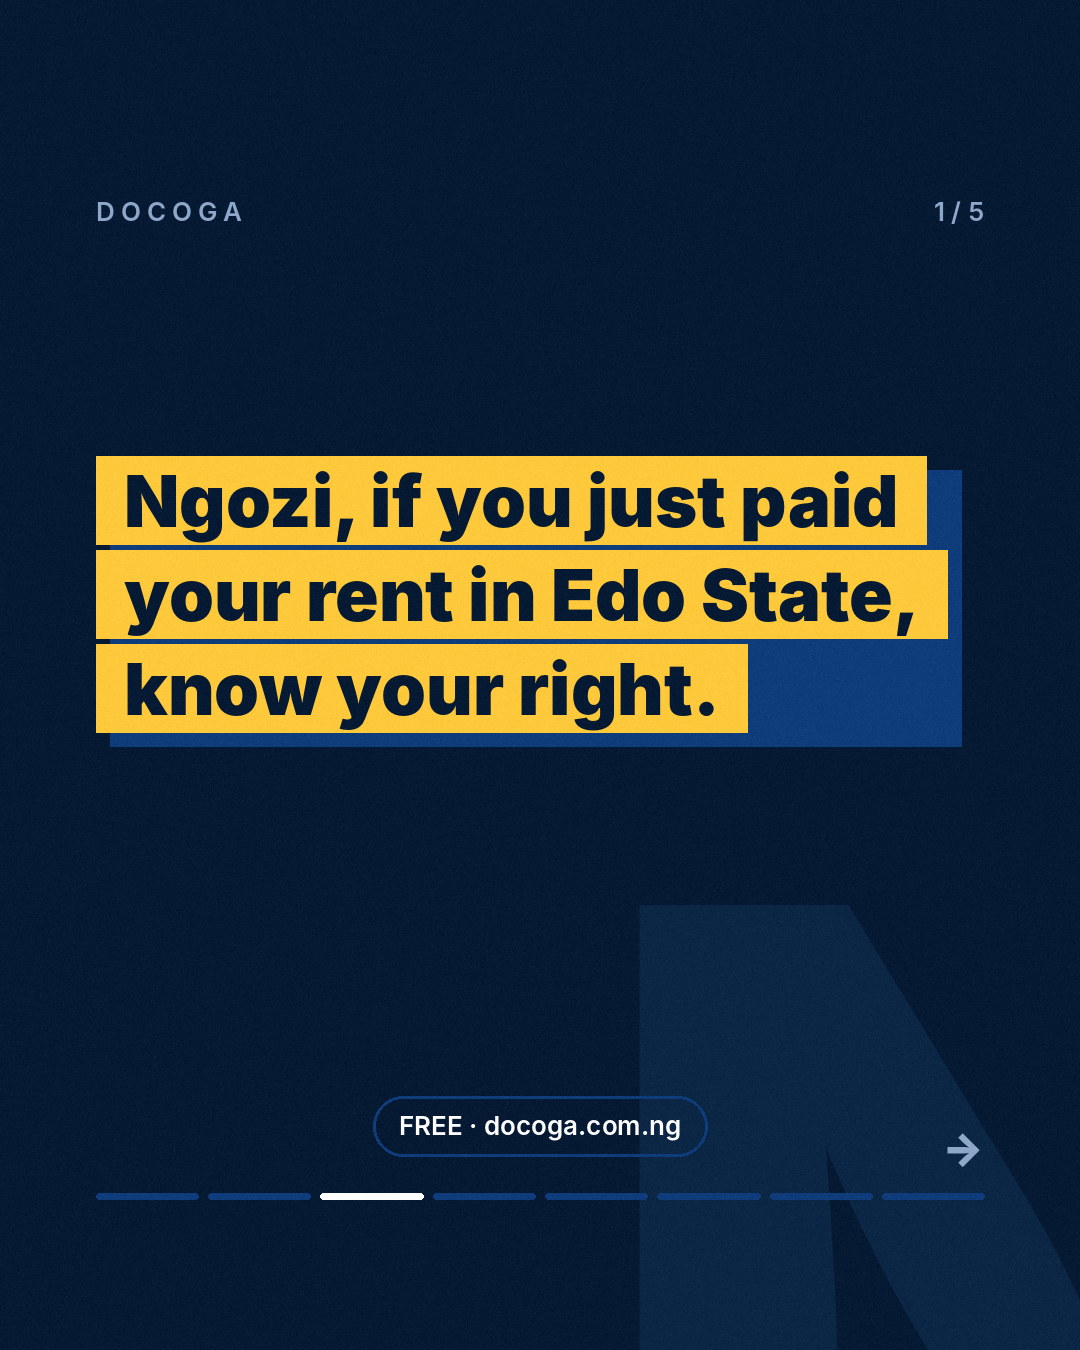 DOCOGA
1/ 5
Ngozi, if you just paid
your rent in Edo State,
know your right.
FREE · docoga.com.ng